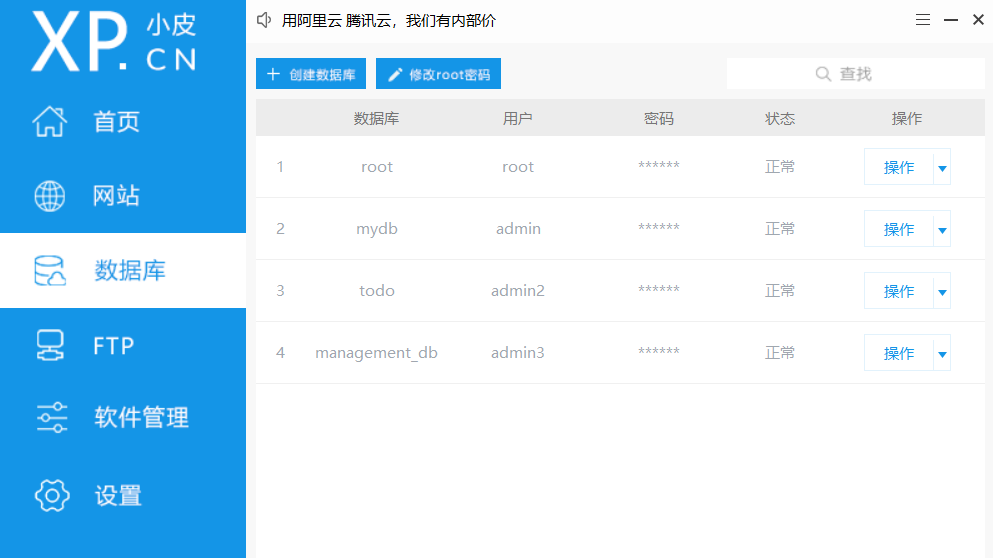 XP.CN 小皮
用阿里云 腾讯云，我们有内部价
首页
网站
数据库
FTP
软件管理
设置
创建数据库 修改root密码 查找
数据库 用户 密码 状态 操作
1 root root ****** 正常 操作
2 mydb admin ****** 正常 操作
3 todo admin2 ****** 正常 操作
4 management_db admin3 ****** 正常 操作